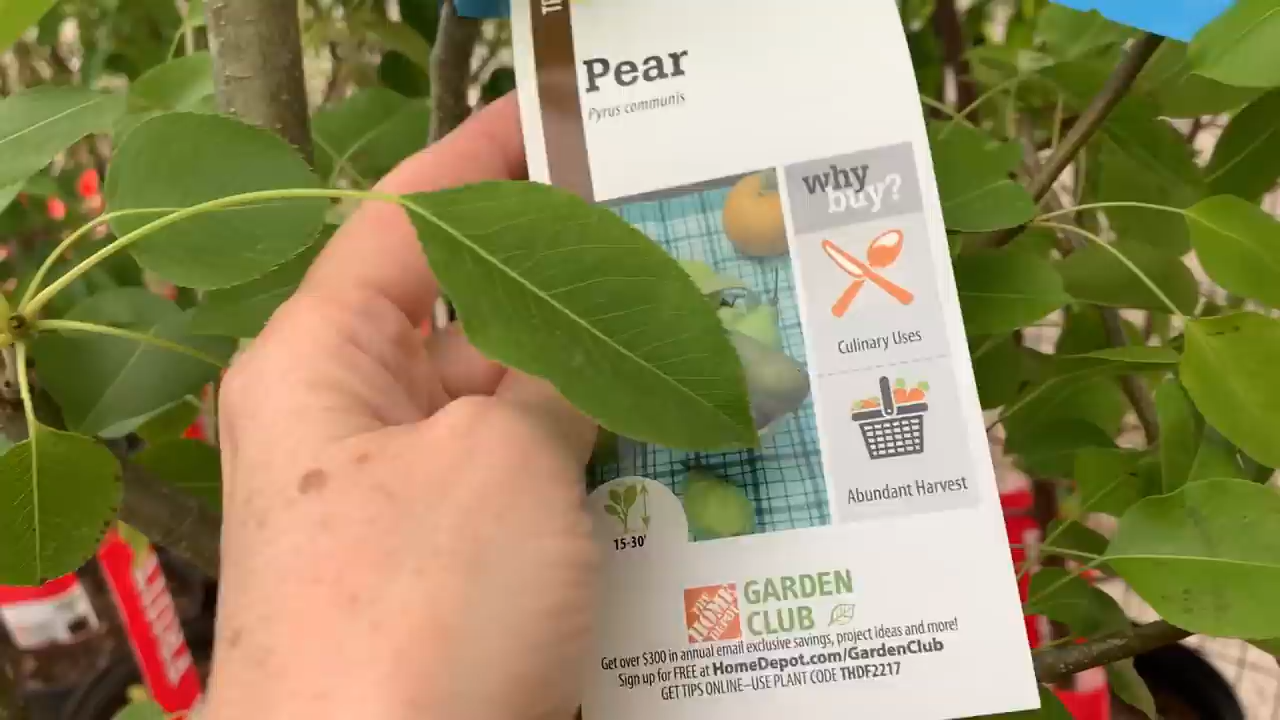 Pear
Pyrus communis
why
buy?
Culinary Uses
Abundant Harvest
15-30'
THE
HOME
DEPOT
GARDEN
CLUB
Get over $300 in annual email exclusive savings, project ideas and more!
Sign up for FREE at HomeDepot.com/GardenClub
GET TIPS ONLINE–USE PLANT CODE THDF2217